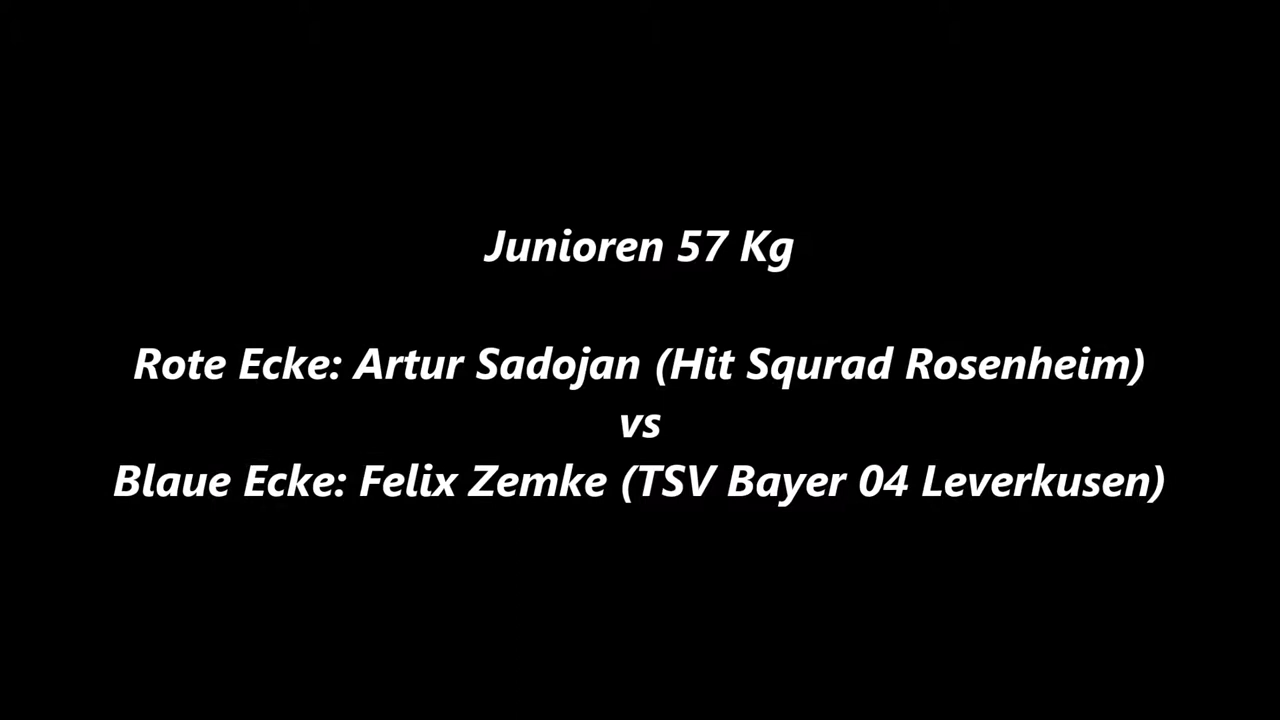 Junioren 57 Kg
Rote Ecke: Artur Sadojan (Hit Squrad Rosenheim)
vs
Blaue Ecke: Felix Zemke (TSV Bayer 04 Leverkusen)